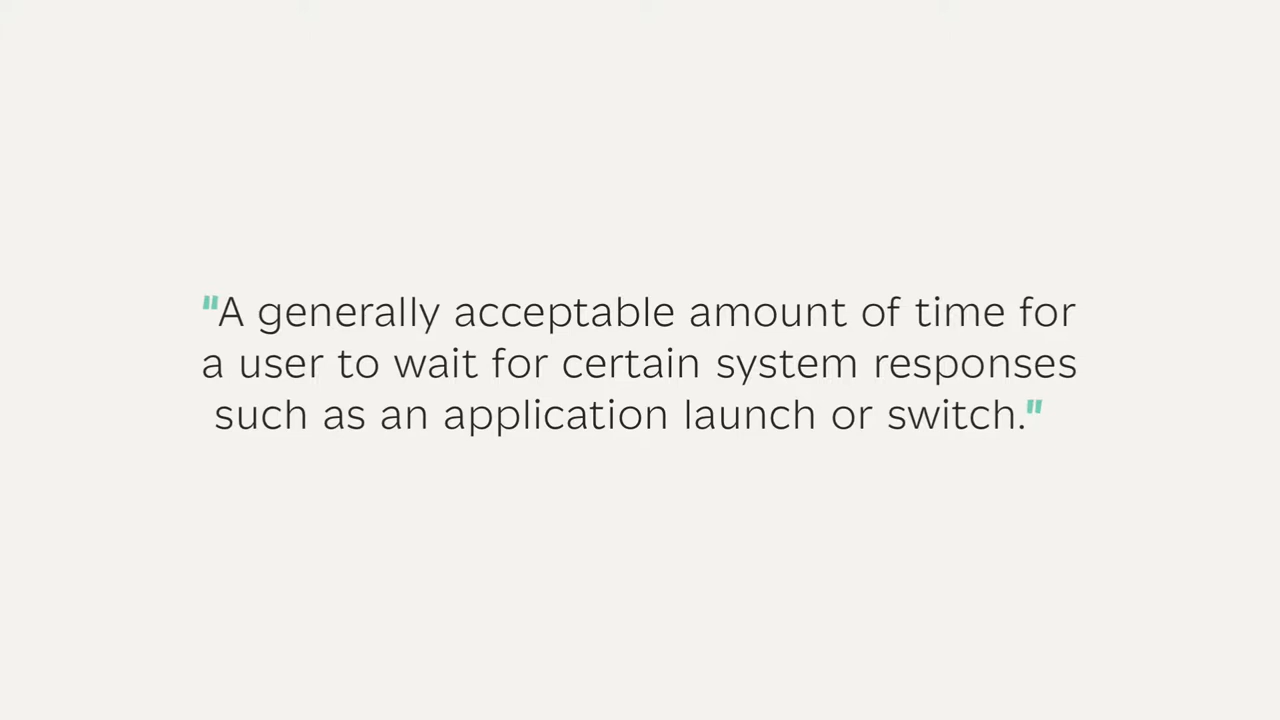 "A generally acceptable amount of time for
a user to wait for certain system responses
such as an application launch or switch."